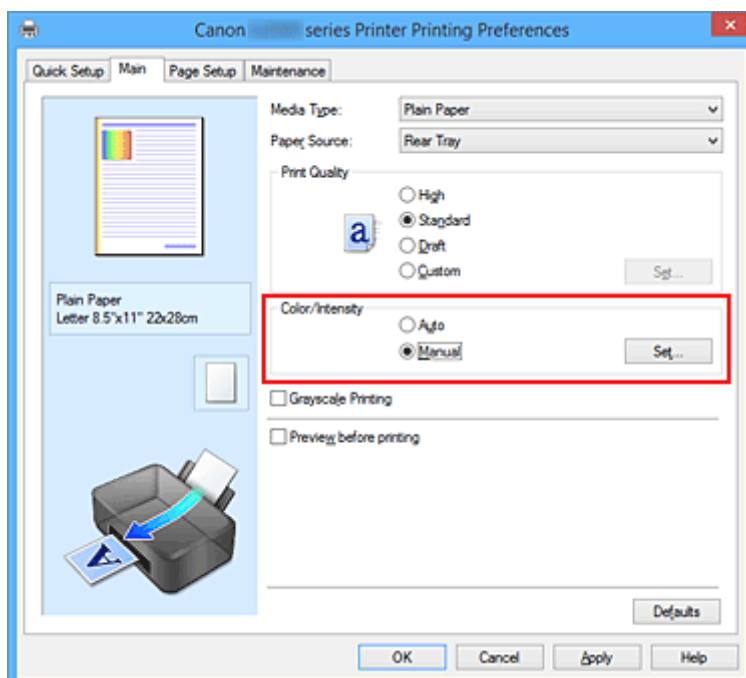 Canon series Printer Printing Preferences
Quick Setup Main Page Setup Maintenance
Media Type: Plain Paper
Paper Source: Rear Tray
Print Quality
High
Standard
Draft
Custom Set...
Plain Paper
Letter 8.5"x11" 22x28cm
Color/Intensity
Auto
Manual Set...
Grayscale Printing
Preview before printing
Defaults
OK Cancel Apply Help